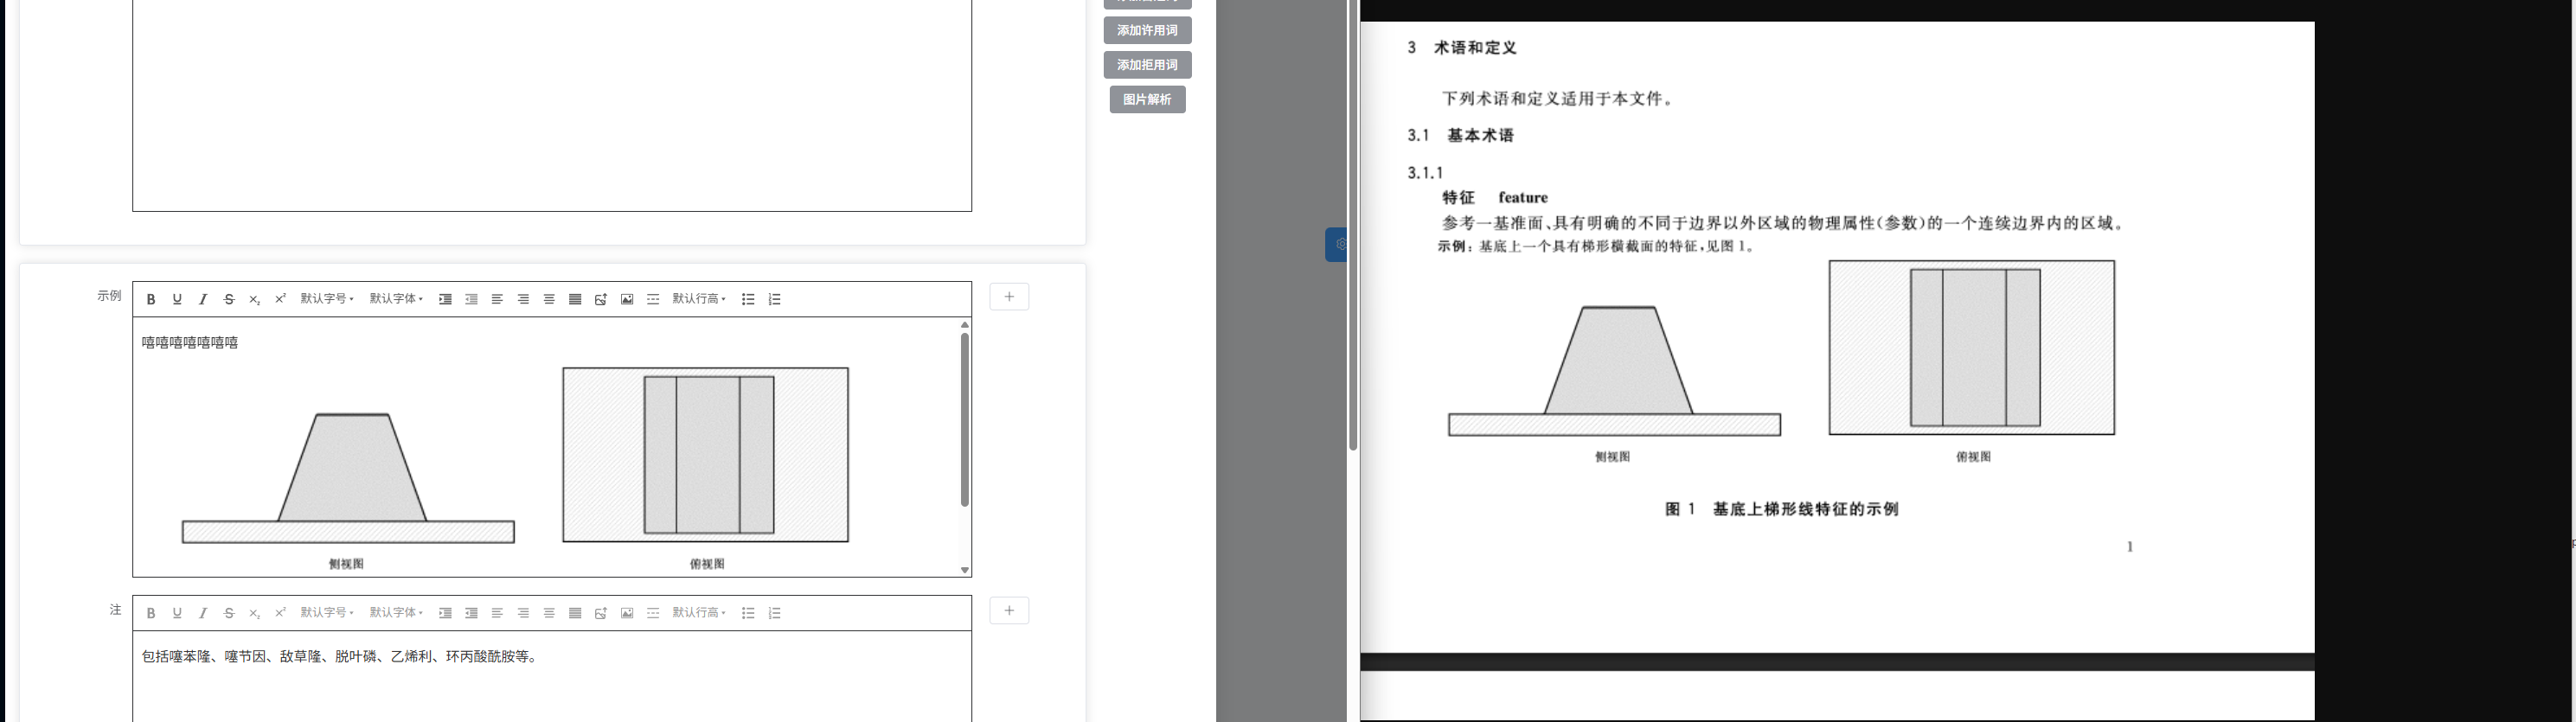 添加许用词
添加拒用词
图片解析
示例
B U I S x₂ x² 默认字号 默认字体 默认行高
嘻嘻嘻嘻嘻嘻嘻
侧视图 俯视图
注
B U I S x₂ x² 默认字号 默认字体 默认行高
包括噻苯隆、噻节因、敌草隆、脱叶磷、乙烯利、环丙酸酰胺等。
3 术语和定义
下列术语和定义适用于本文件。
3.1 基本术语
3.1.1
特征 feature
参考一基准面、具有明确的不同于边界以外区域的物理属性(参数)的一个连续边界内的区域。
示例：基底上一个具有梯形横截面的特征,见图 1。
侧视图 俯视图
图 1 基底上梯形线特征的示例
1